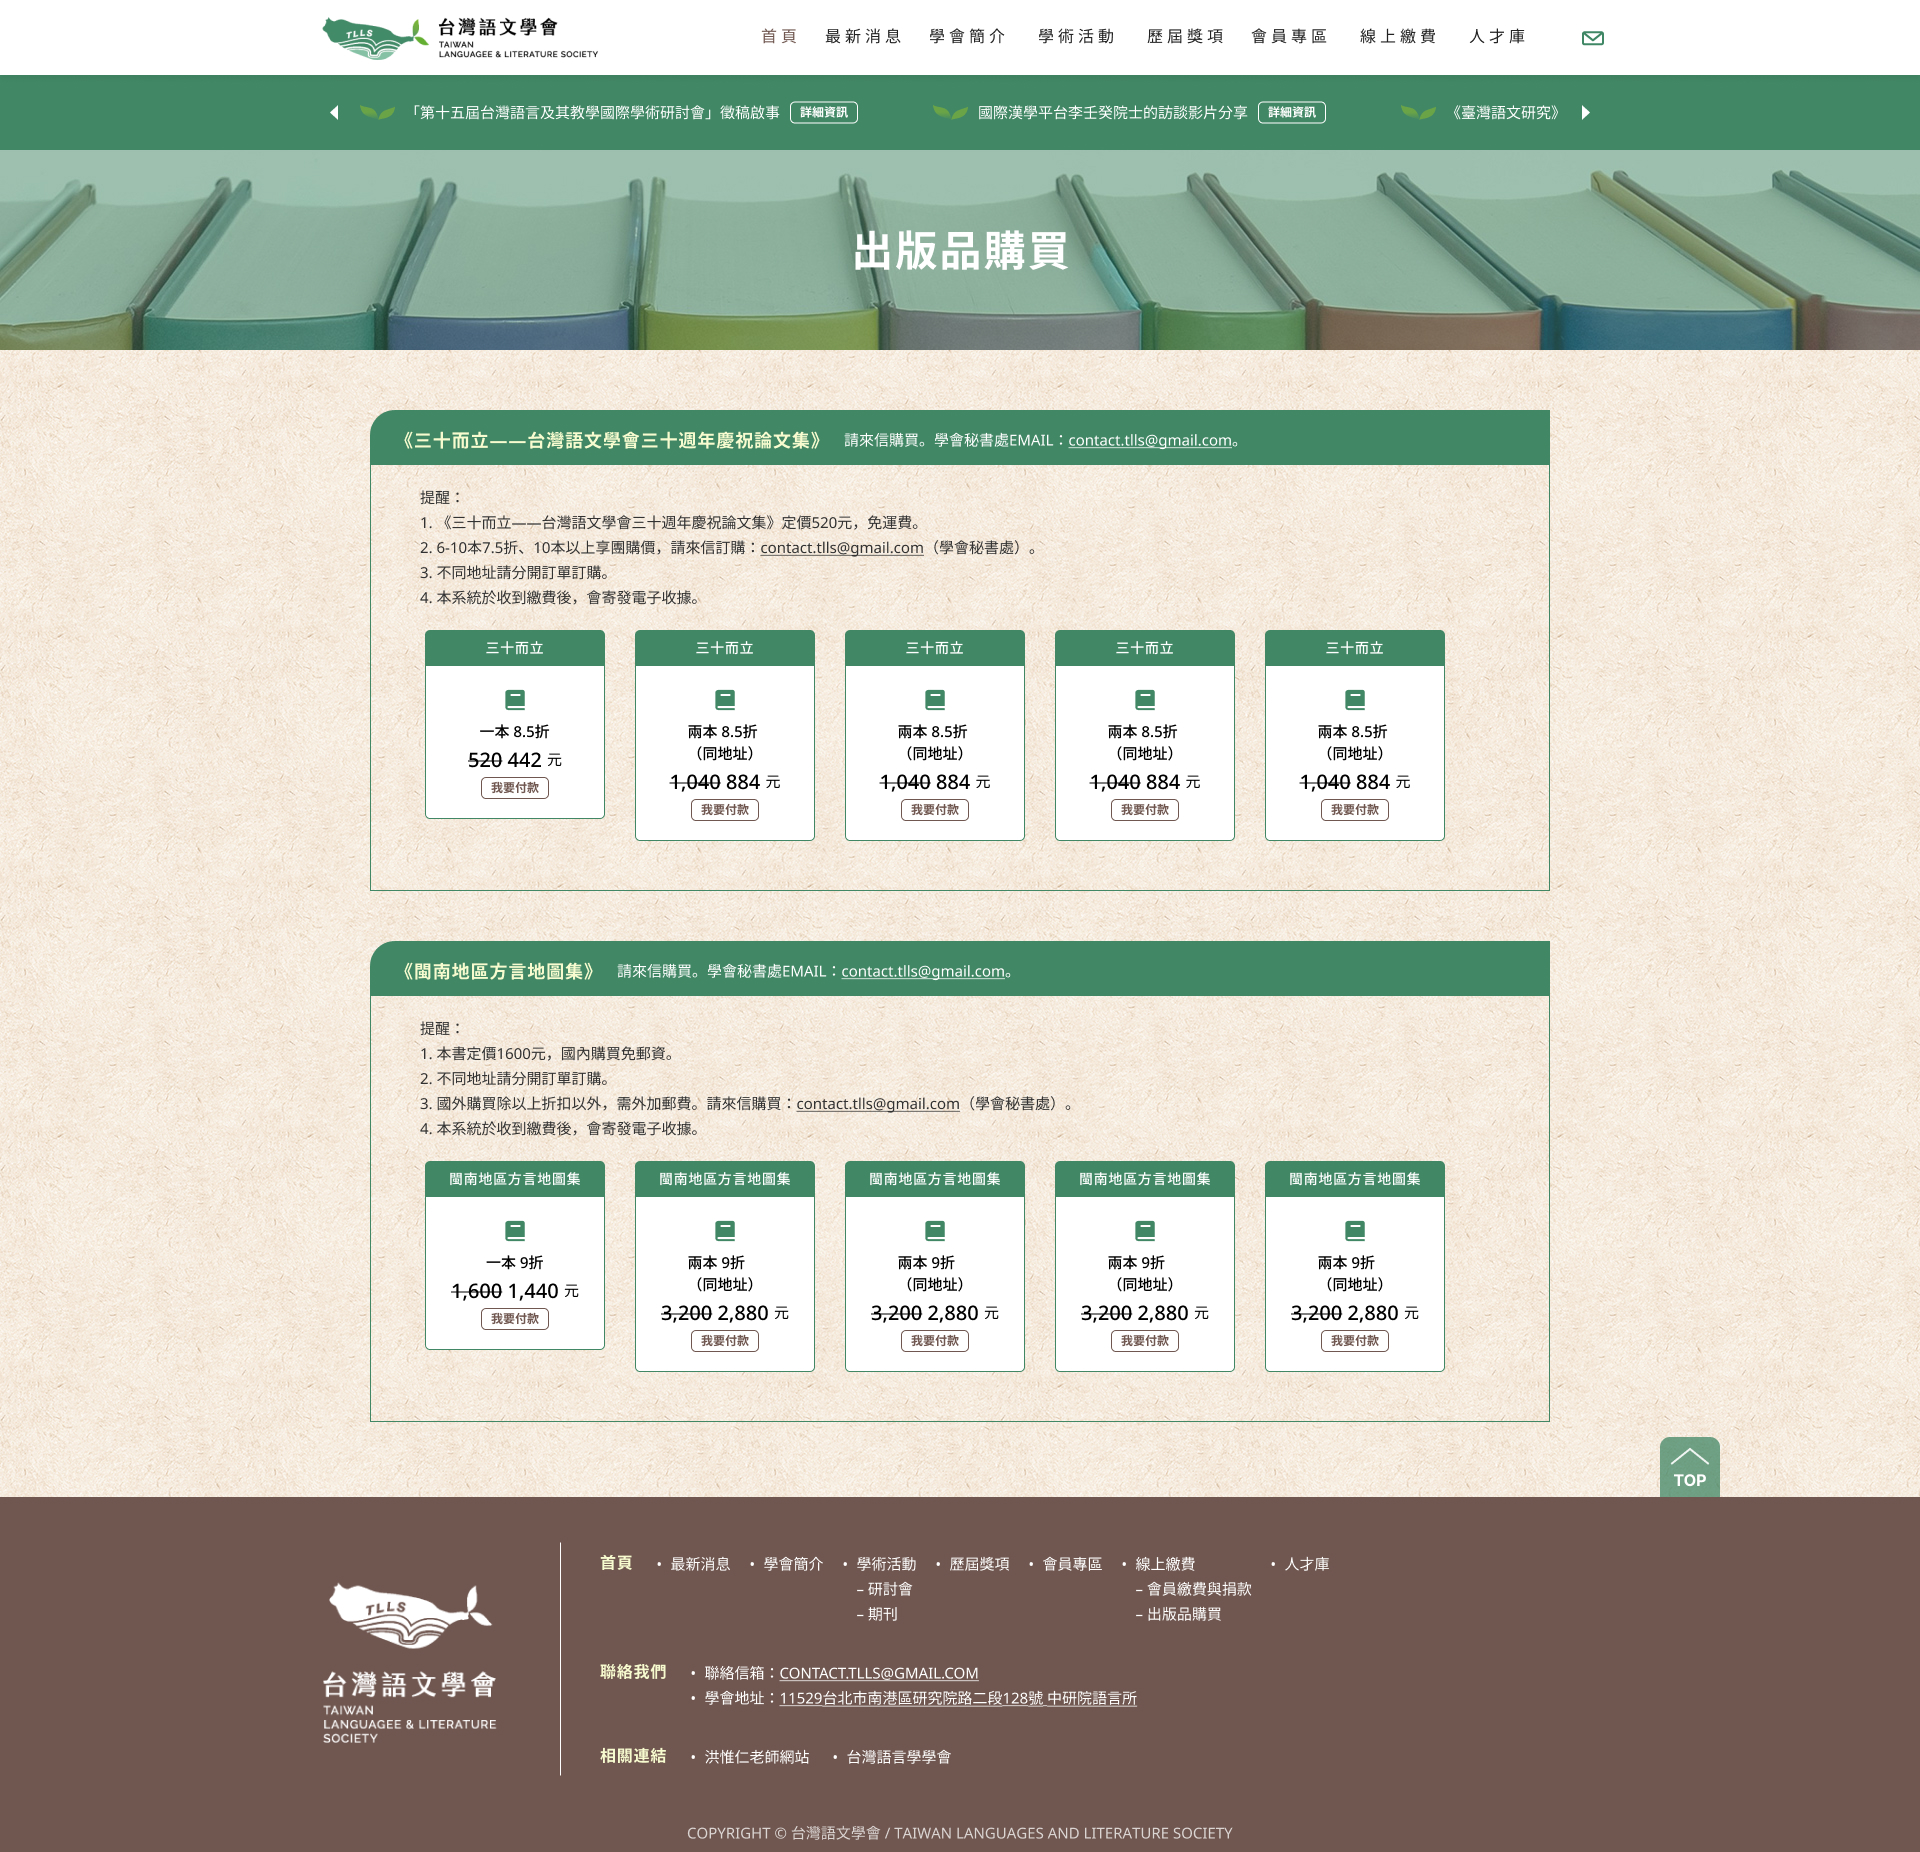 TLLS
台灣語文學會
TAIWAN
LANGUAGEE & LITERATURE SOCIETY
首頁 最新消息 學會簡介 學術活動 歷屆獎項 會員專區 線上繳費 人才庫
「第十五屆台灣語言及其教學國際學術研討會」徵稿啟事 詳細資訊 國際漢學平台李壬癸院士的訪談影片分享 詳細資訊 《臺灣語文研究》
出版品購買
《三十而立——台灣語文學會三十週年慶祝論文集》 請來信購買。學會秘書處EMAIL：contact.tlls@gmail.com。
提醒：
1. 《三十而立——台灣語文學會三十週年慶祝論文集》定價520元，免運費。
2. 6-10本7.5折、10本以上享團購價，請來信訂購：contact.tlls@gmail.com（學會秘書處）。
3. 不同地址請分開訂單訂購。
4. 本系統於收到繳費後，會寄發電子收據。
三十而立
一本 8.5折
520 442 元
我要付款
三十而立
兩本 8.5折
（同地址）
1,040 884 元
我要付款
三十而立
兩本 8.5折
（同地址）
1,040 884 元
我要付款
三十而立
兩本 8.5折
（同地址）
1,040 884 元
我要付款
三十而立
兩本 8.5折
（同地址）
1,040 884 元
我要付款
《閩南地區方言地圖集》 請來信購買。學會秘書處EMAIL：contact.tlls@gmail.com。
提醒：
1. 本書定價1600元，國內購買免郵資。
2. 不同地址請分開訂單訂購。
3. 國外購買除以上折扣以外，需外加郵費。請來信購買：contact.tlls@gmail.com（學會秘書處）。
4. 本系統於收到繳費後，會寄發電子收據。
閩南地區方言地圖集
一本 9折
1,600 1,440 元
我要付款
閩南地區方言地圖集
兩本 9折
（同地址）
3,200 2,880 元
我要付款
閩南地區方言地圖集
兩本 9折
（同地址）
3,200 2,880 元
我要付款
閩南地區方言地圖集
兩本 9折
（同地址）
3,200 2,880 元
我要付款
閩南地區方言地圖集
兩本 9折
（同地址）
3,200 2,880 元
我要付款
TOP
TLLS
台灣語文學會
TAIWAN
LANGUAGEE & LITERATURE
SOCIETY
首頁 • 最新消息 • 學會簡介 • 學術活動 • 歷屆獎項 • 會員專區 • 線上繳費 • 人才庫
– 研討會 – 會員繳費與捐款
– 期刊 – 出版品購買
聯絡我們 • 聯絡信箱：CONTACT.TLLS@GMAIL.COM
• 學會地址：11529台北市南港區研究院路二段128號 中研院語言所
相關連結 • 洪惟仁老師網站 • 台灣語言學學會
COPYRIGHT © 台灣語文學會 / TAIWAN LANGUAGES AND LITERATURE SOCIETY